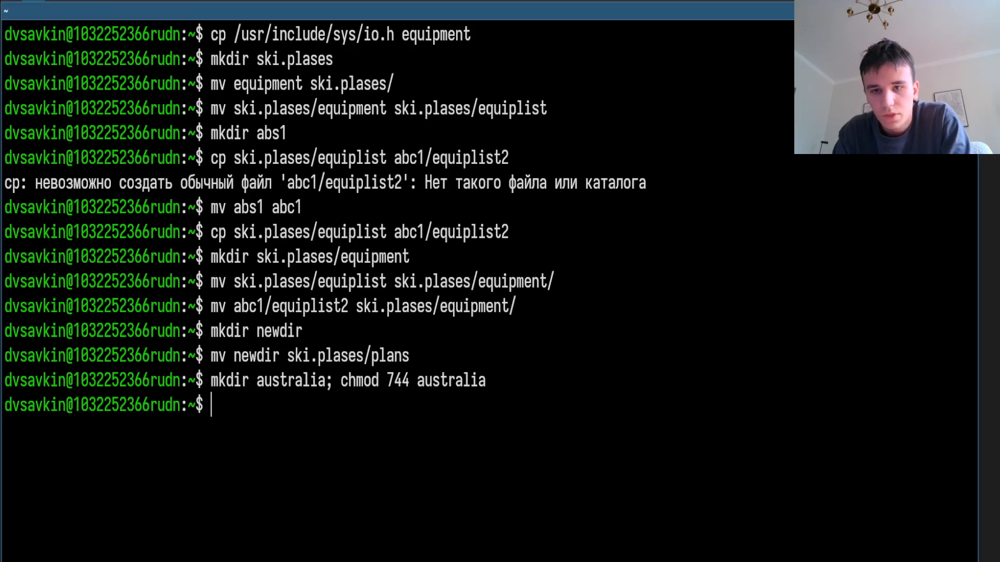 ~
dvsavkin@1032252366rudn:~$ cp /usr/include/sys/io.h equipment
dvsavkin@1032252366rudn:~$ mkdir ski.plases
dvsavkin@1032252366rudn:~$ mv equipment ski.plases/
dvsavkin@1032252366rudn:~$ mv ski.plases/equipment ski.plases/equiplist
dvsavkin@1032252366rudn:~$ mkdir abs1
dvsavkin@1032252366rudn:~$ cp ski.plases/equiplist abc1/equiplist2
cp: невозможно создать обычный файл 'abc1/equiplist2': Нет такого файла или каталога
dvsavkin@1032252366rudn:~$ mv abs1 abc1
dvsavkin@1032252366rudn:~$ cp ski.plases/equiplist abc1/equiplist2
dvsavkin@1032252366rudn:~$ mkdir ski.plases/equipment
dvsavkin@1032252366rudn:~$ mv ski.plases/equiplist ski.plases/equipment/
dvsavkin@1032252366rudn:~$ mv abc1/equiplist2 ski.plases/equipment/
dvsavkin@1032252366rudn:~$ mkdir newdir
dvsavkin@1032252366rudn:~$ mv newdir ski.plases/plans
dvsavkin@1032252366rudn:~$ mkdir australia; chmod 744 australia
dvsavkin@1032252366rudn:~$